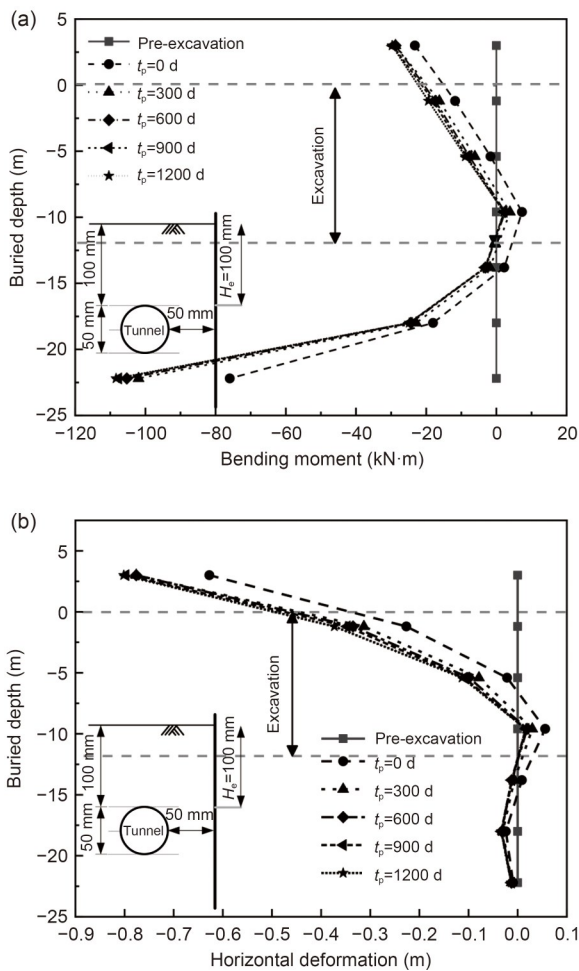 (a)
5
0
−5
−10
−15
−20
−25
Buried depth (m)
Pre-excavation
tp=0 d
tp=300 d
tp=600 d
tp=900 d
tp=1200 d
Excavation
100 mm
He=100 mm
50 mm
50 mm
Tunnel
−120 −100 −80 −60 −40 −20 0 20
Bending moment (kN·m)
(b)
5
0
−5
−10
−15
−20
−25
Buried depth (m)
Excavation
100 mm
He=100 mm
50 mm
50 mm
Tunnel
Pre-excavation
tp=0 d
tp=300 d
tp=600 d
tp=900 d
tp=1200 d
−0.9 −0.8 −0.7 −0.6 −0.5 −0.4 −0.3 −0.2 −0.1 0.0 0.1
Horizontal deformation (m)